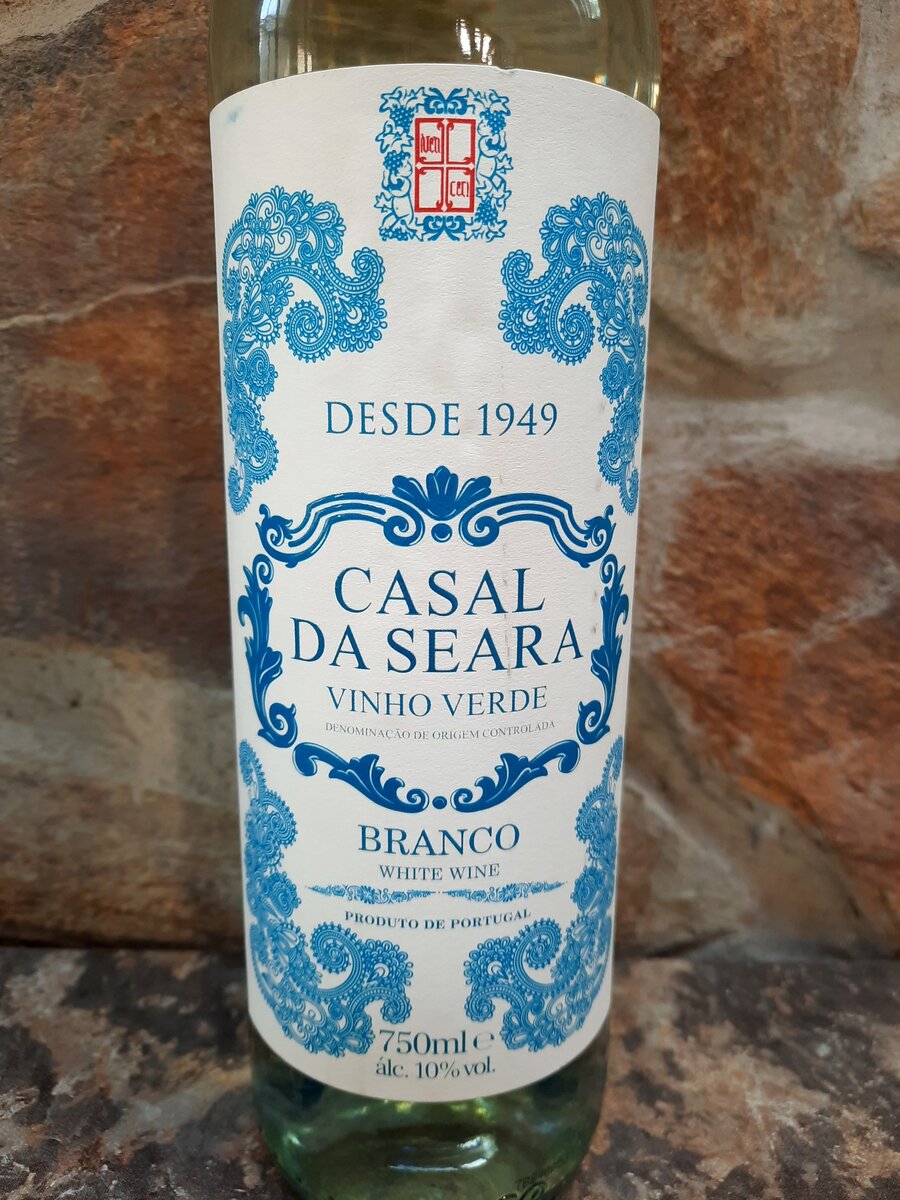 DESDE 1949
CASAL
DA SEARA
VINHO VERDE
DENOMINAÇÃO DE ORIGEM CONTROLADA
BRANCO
WHITE WINE
PRODUTO DE PORTUGAL
750ml e
álc. 10% vol.